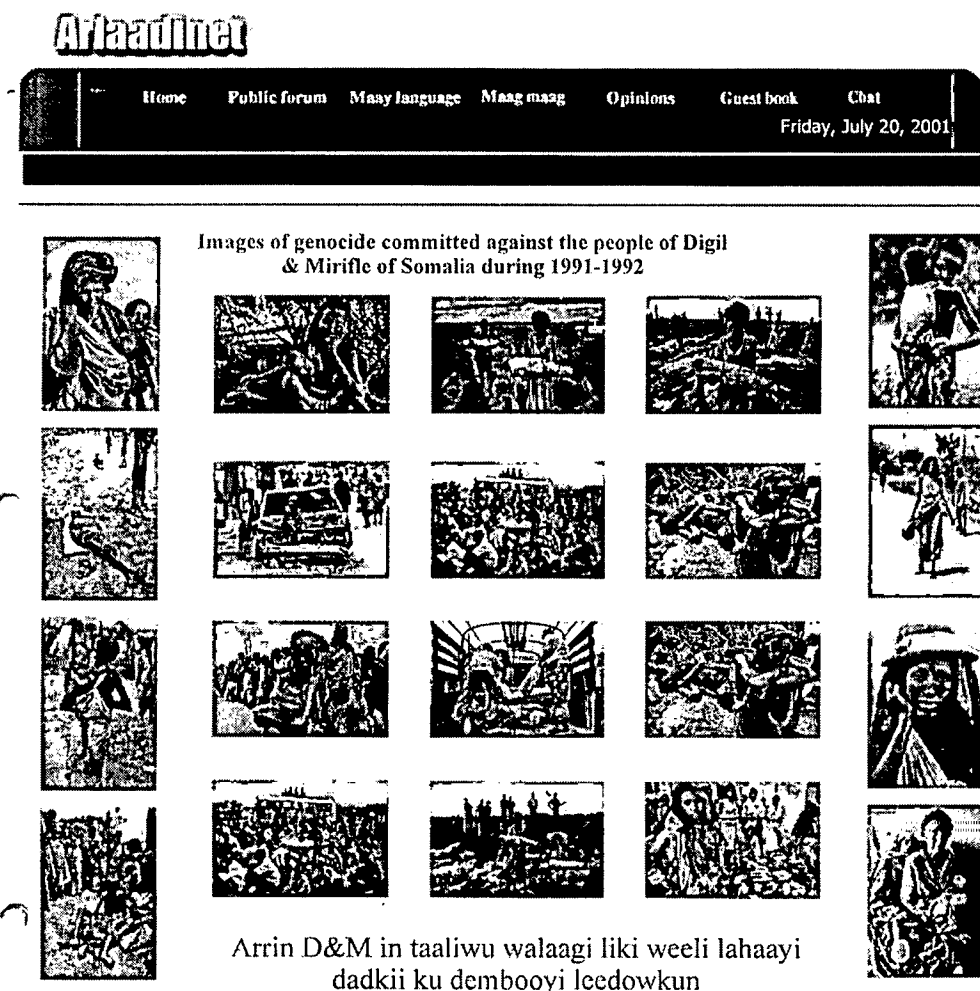 Arlaadinet
Home Public forum Maay language Maag maag Opinions Guest book Chat
Friday, July 20, 2001
Images of genocide committed against the people of Digil
& Mirifle of Somalia during 1991-1992
Arrin D&M in taaliwu walaagi liki weeli lahaayi
dadkii ku dembooyi leedowkun